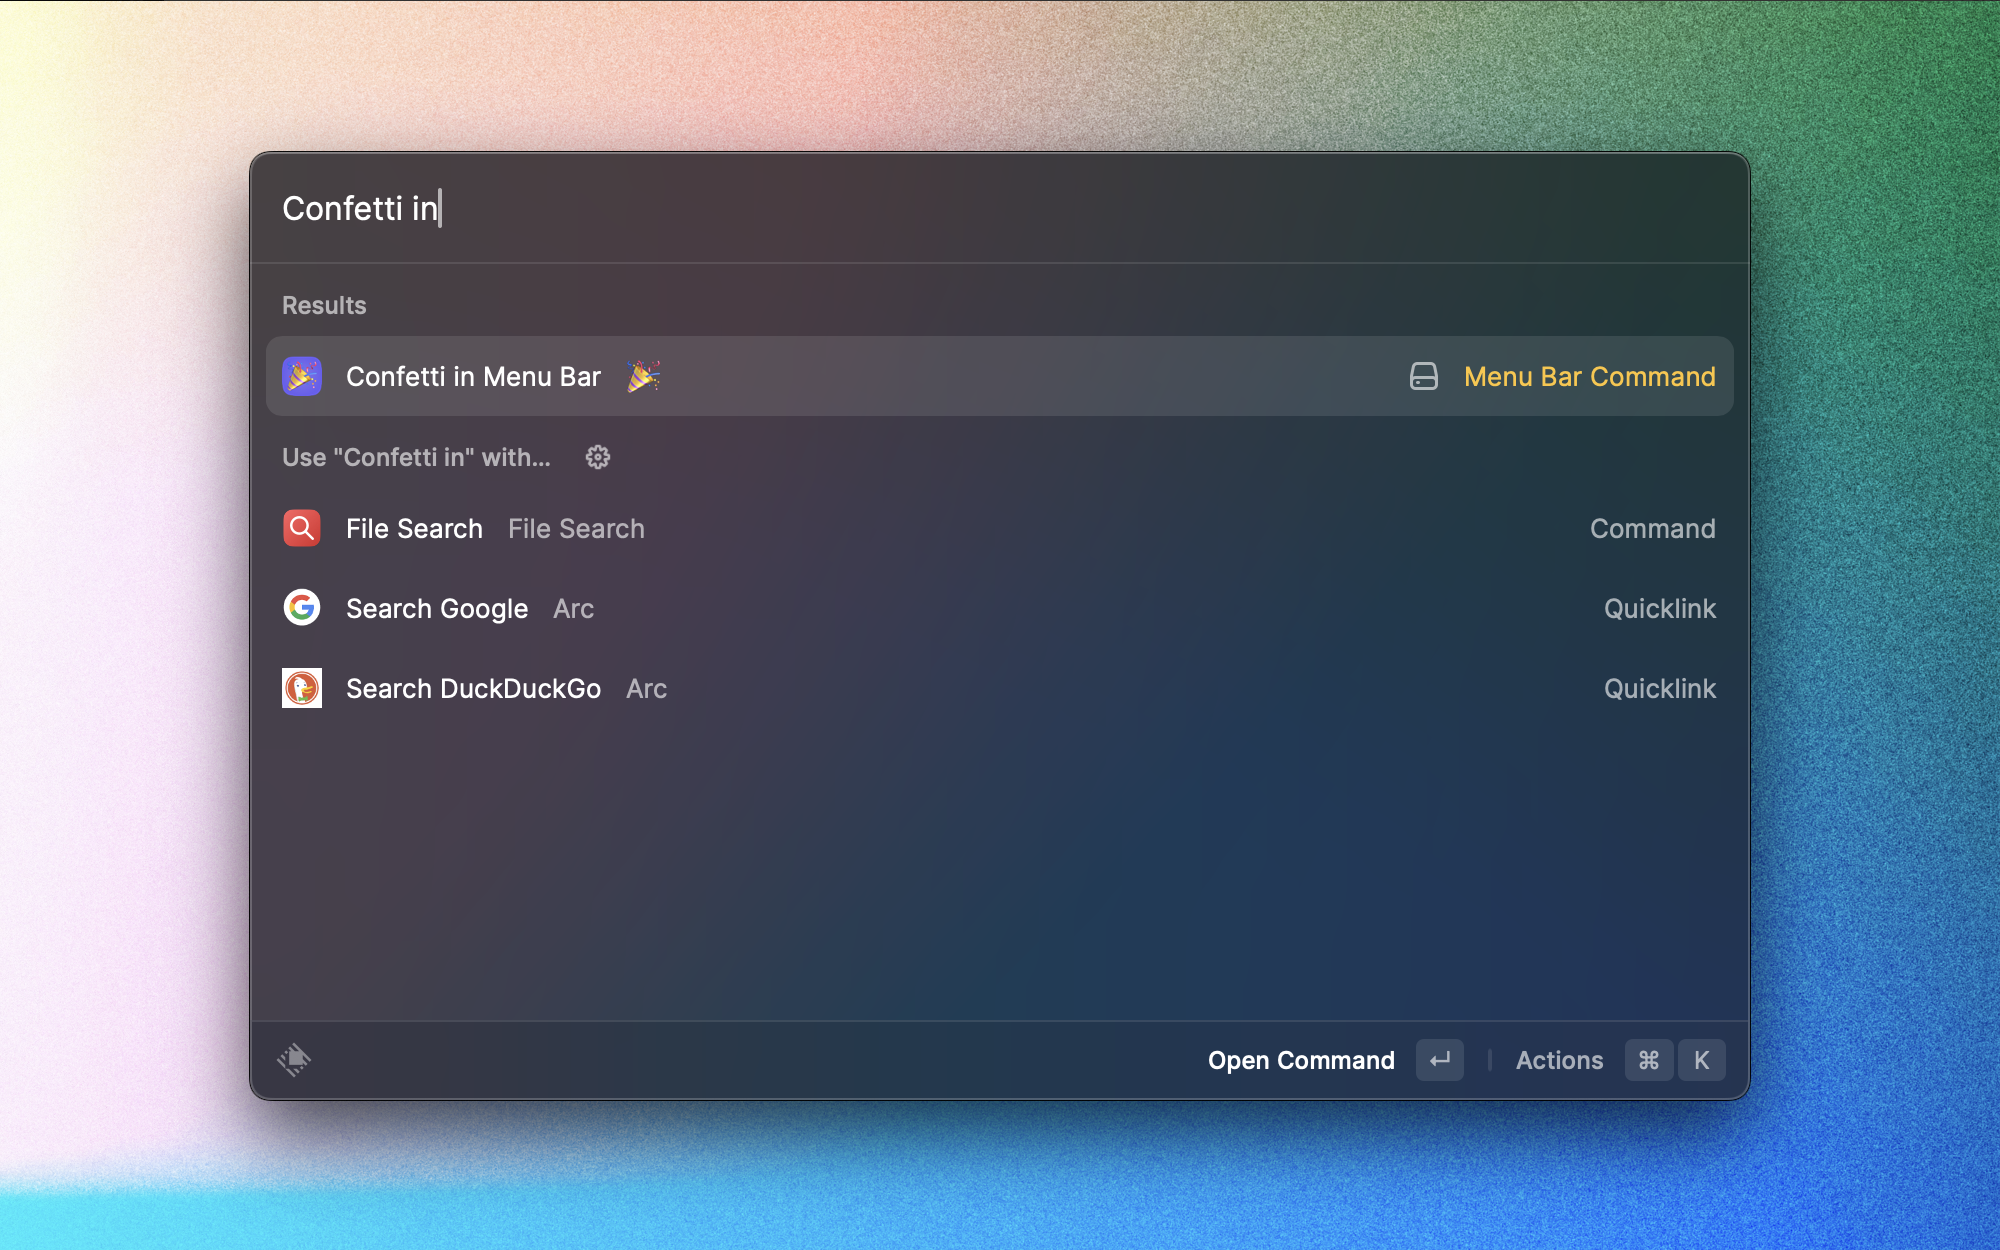 Confetti in
Results
Confetti in Menu Bar 🎉 Menu Bar Command
Use "Confetti in" with...
File Search File Search Command
Search Google Arc Quicklink
Search DuckDuckGo Arc Quicklink
Open Command ↵ Actions ⌘ K